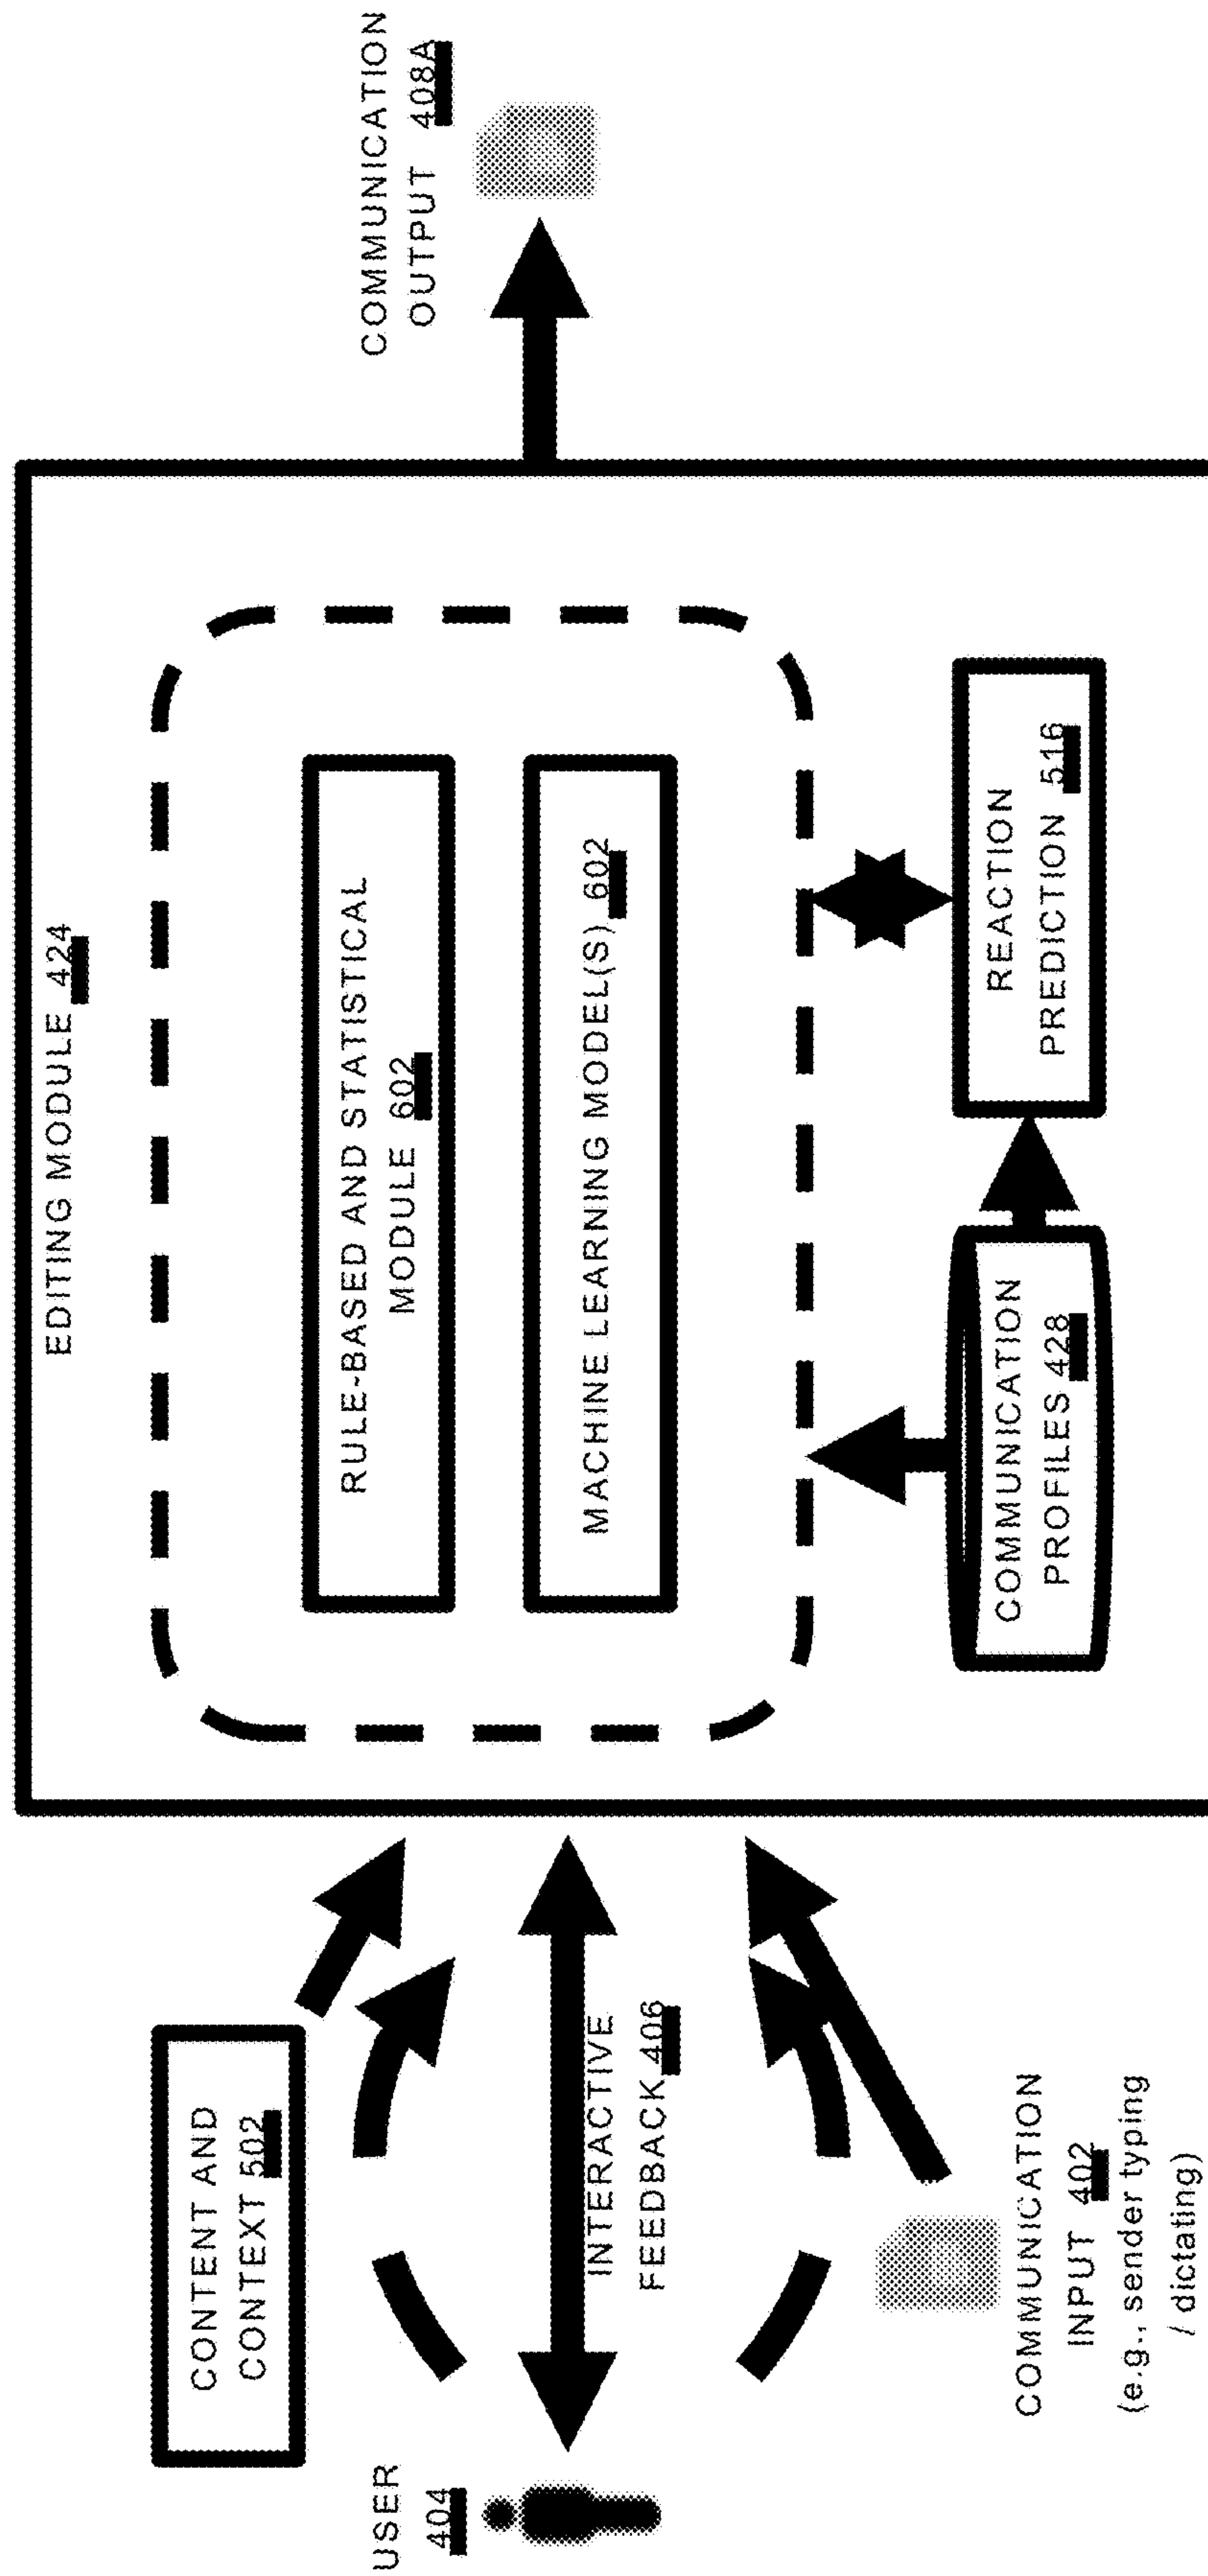 EDITING MODULE 424
CONTENT AND
CONTEXT 502
RULE-BASED AND STATISTICAL
MODULE 602
USER
404
COMMUNICATION
OUTPUT 408A
MACHINE LEARNING MODEL(S) 602
INTERACTIVE
FEEDBACK 406
COMMUNICATION
PROFILES 428
REACTION
PREDICTION 516
COMMUNICATION
INPUT 402
(e.g., sender typing
/ dictating)